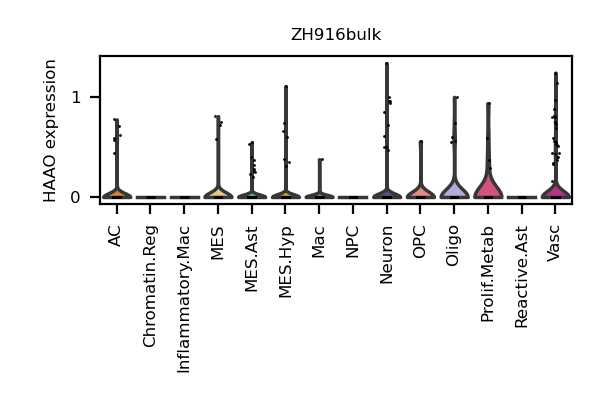 ZH916bulk
HAAO expression
1
0
AC
Chromatin.Reg
Inflammatory.Mac
MES
MES.Ast
MES.Hyp
Mac
NPC
Neuron
OPC
Oligo
Prolif.Metab
Reactive.Ast
Vasc